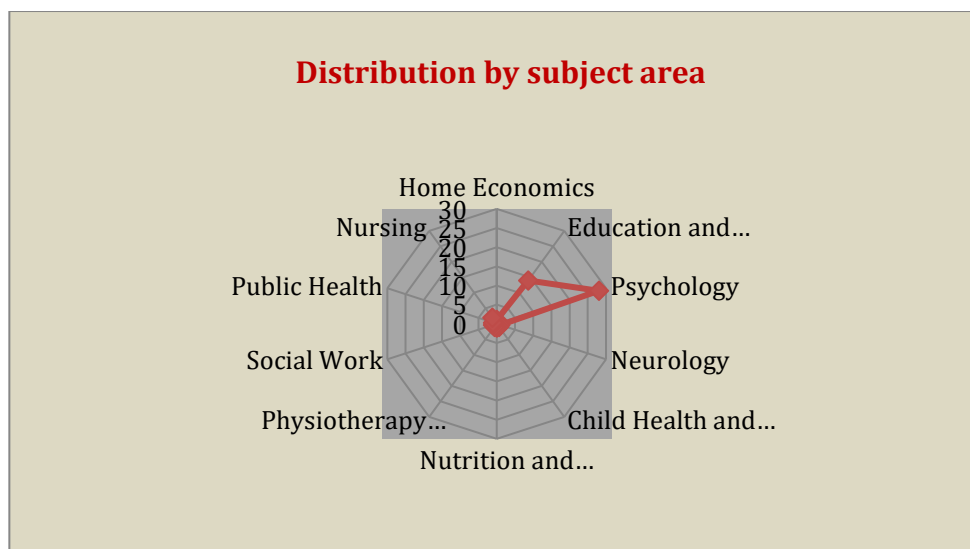 Distribution by subject area
Home Economics
30
25
20
15
10
5
0
Nursing
Education and…
Public Health
Psychology
Social Work
Neurology
Physiotherapy…
Child Health and…
Nutrition and…